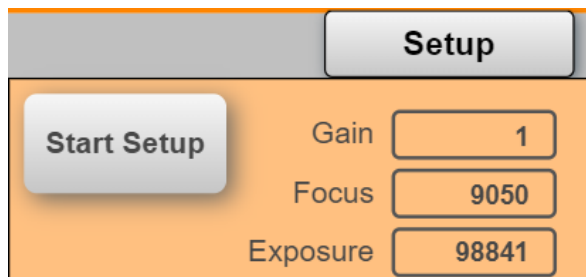 Setup
Start Setup
Gain 1
Focus 9050
Exposure 98841